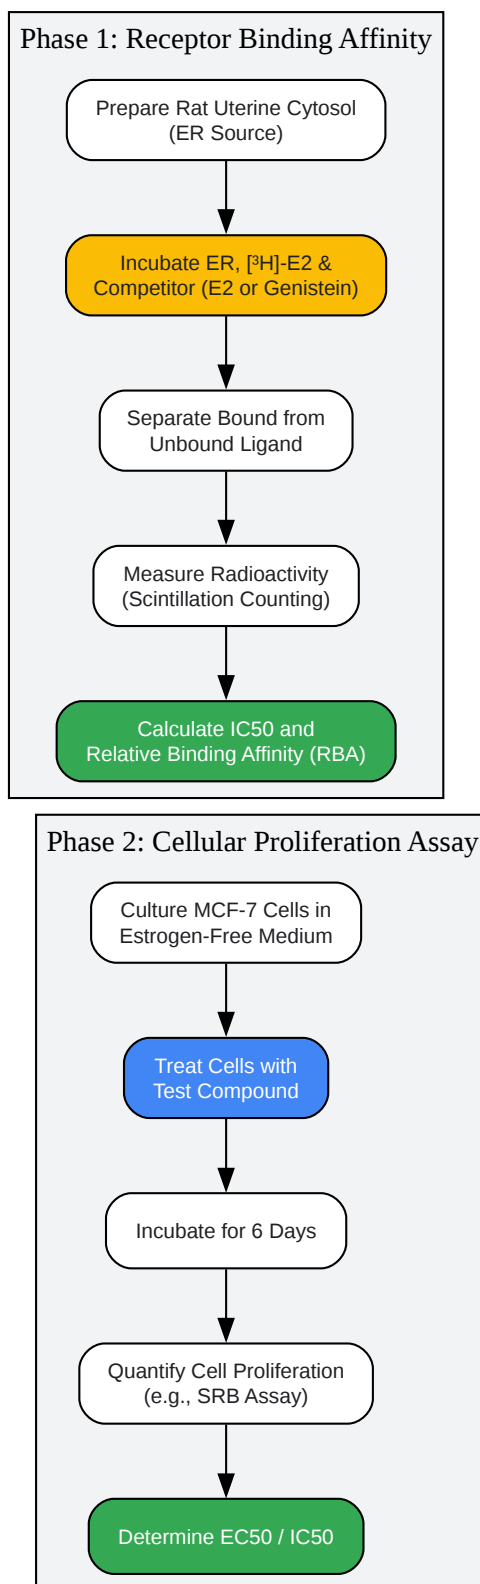 Phase 1: Receptor Binding Affinity
Prepare Rat Uterine Cytosol
(ER Source)
Incubate ER, [³H]-E2 &
Competitor (E2 or Genistein)
Separate Bound from
Unbound Ligand
Measure Radioactivity
(Scintillation Counting)
Calculate IC50 and
Relative Binding Affinity (RBA)
Phase 2: Cellular Proliferation Assay
Culture MCF-7 Cells in
Estrogen-Free Medium
Treat Cells with
Test Compound
Incubate for 6 Days
Quantify Cell Proliferation
(e.g., SRB Assay)
Determine EC50 / IC50